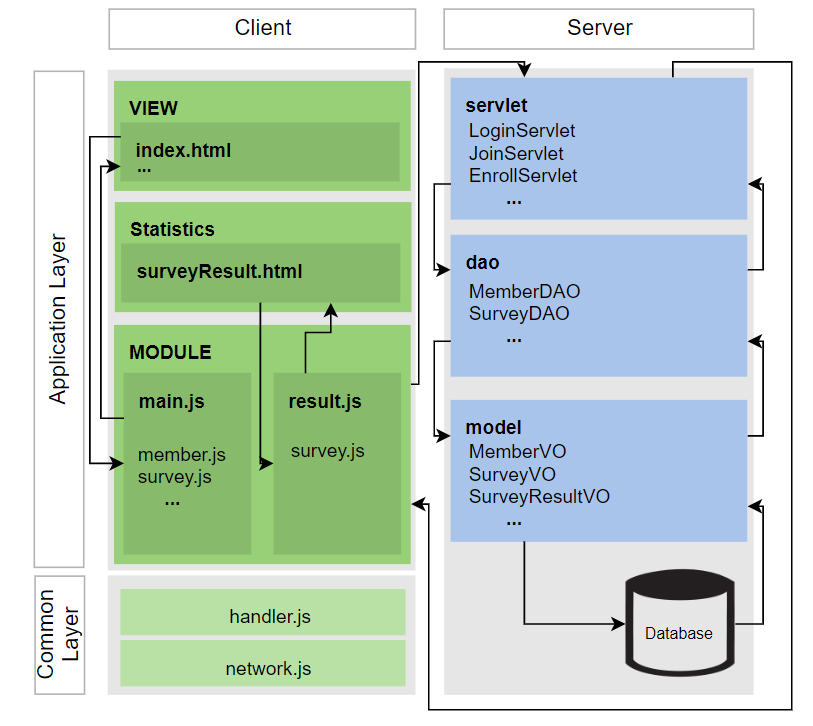 Client
Server
Application Layer
VIEW
index.html
...
Statistics
surveyResult.html
MODULE
main.js
member.js
survey.js
...
result.js
survey.js
servlet
LoginServlet
JoinServlet
EnrollServlet
...
dao
MemberDAO
SurveyDAO
...
model
MemberVO
SurveyVO
SurveyResultVO
...
Database
Common
Layer
handler.js
network.js